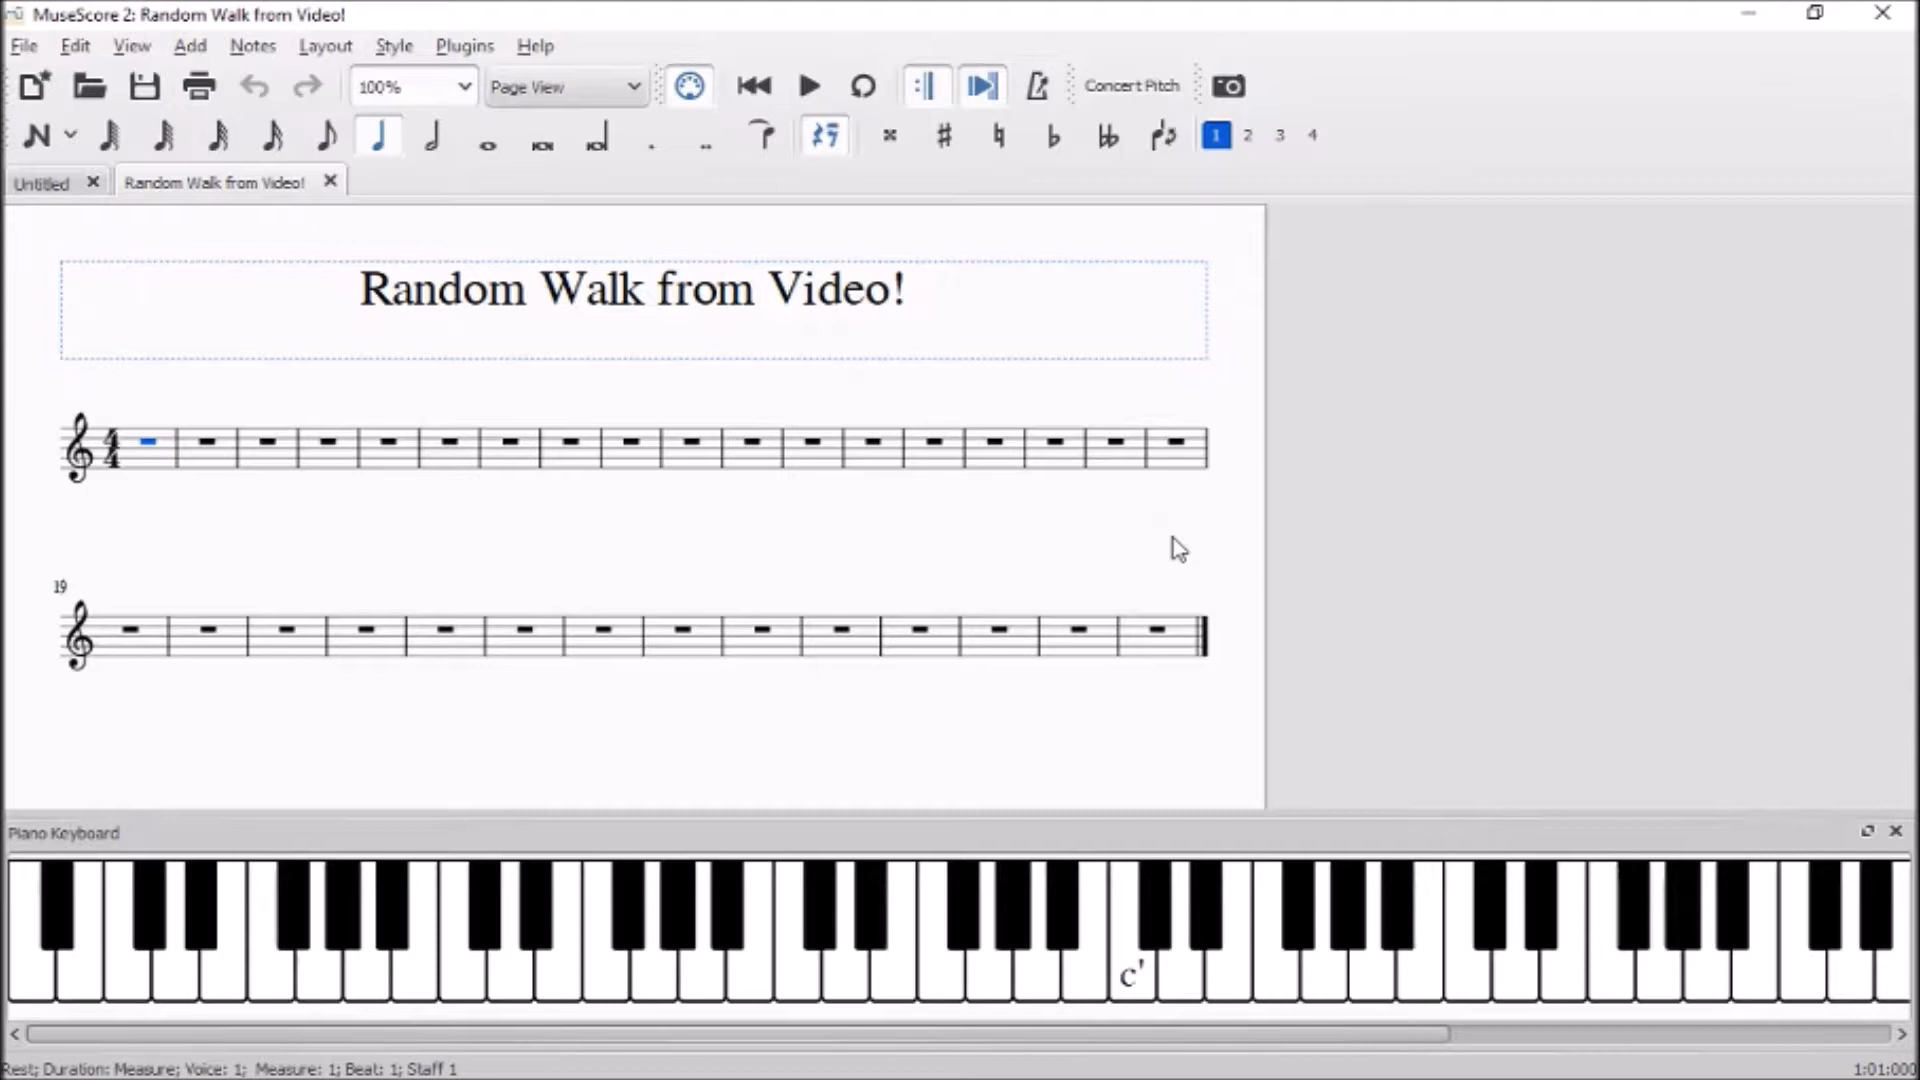 MuseScore 2: Random Walk from Video!
File Edit View Add Notes Layout Style Plugins Help
100% Page View Concert Pitch
1 2 3 4
Untitled Random Walk from Video!
Random Walk from Video!
4
4
19
Piano Keyboard
c'
Rest; Duration: Measure; Voice: 1; Measure: 1; Beat: 1; Staff 1 1:01:000